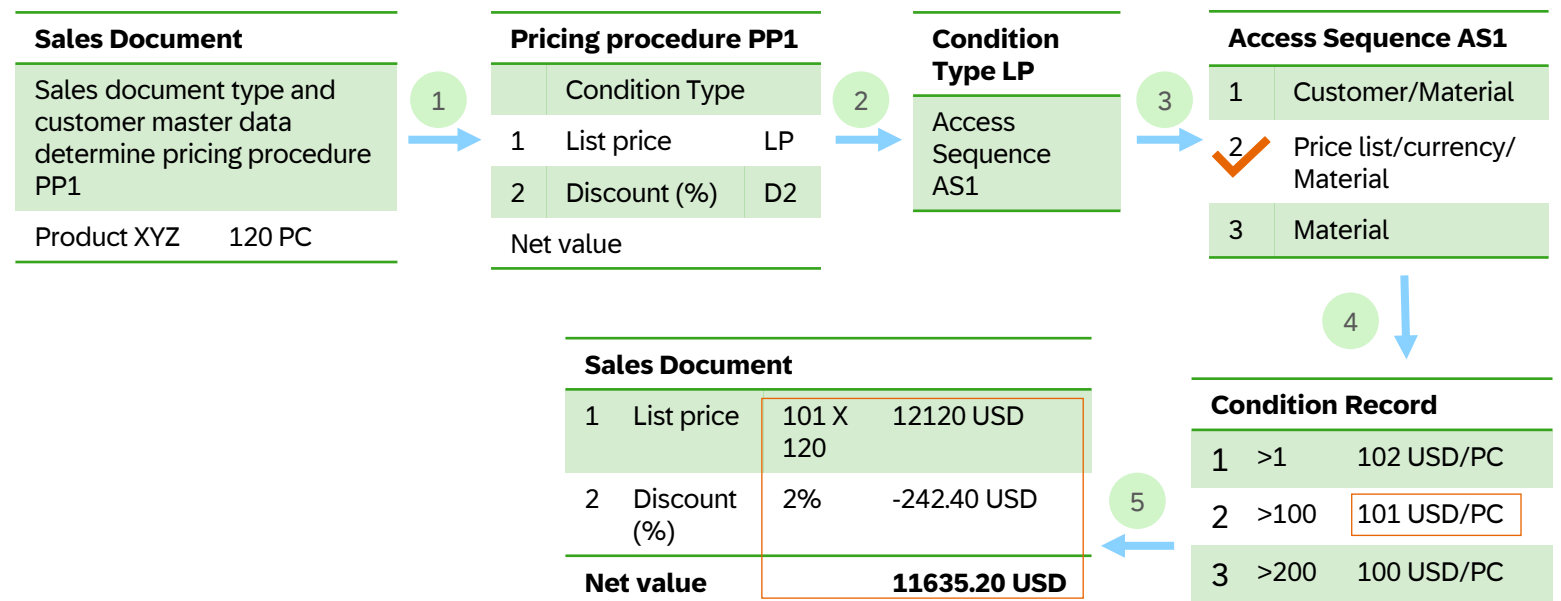 Sales Document
Sales document type and
customer master data
determine pricing procedure
PP1
Product XYZ 120 PC
1
Pricing procedure PP1
Condition Type
1 List price LP
2 Discount (%) D2
Net value
2
Condition
Type LP
Access
Sequence
AS1
3
Access Sequence AS1
1 Customer/Material
2 Price list/currency/
Material
3 Material
4
Condition Record
1 >1 102 USD/PC
2 >100 101 USD/PC
3 >200 100 USD/PC
5
Sales Document
1 List price 101 X 12120 USD
120
2 Discount 2% -242.40 USD
(%)
Net value 11635.20 USD